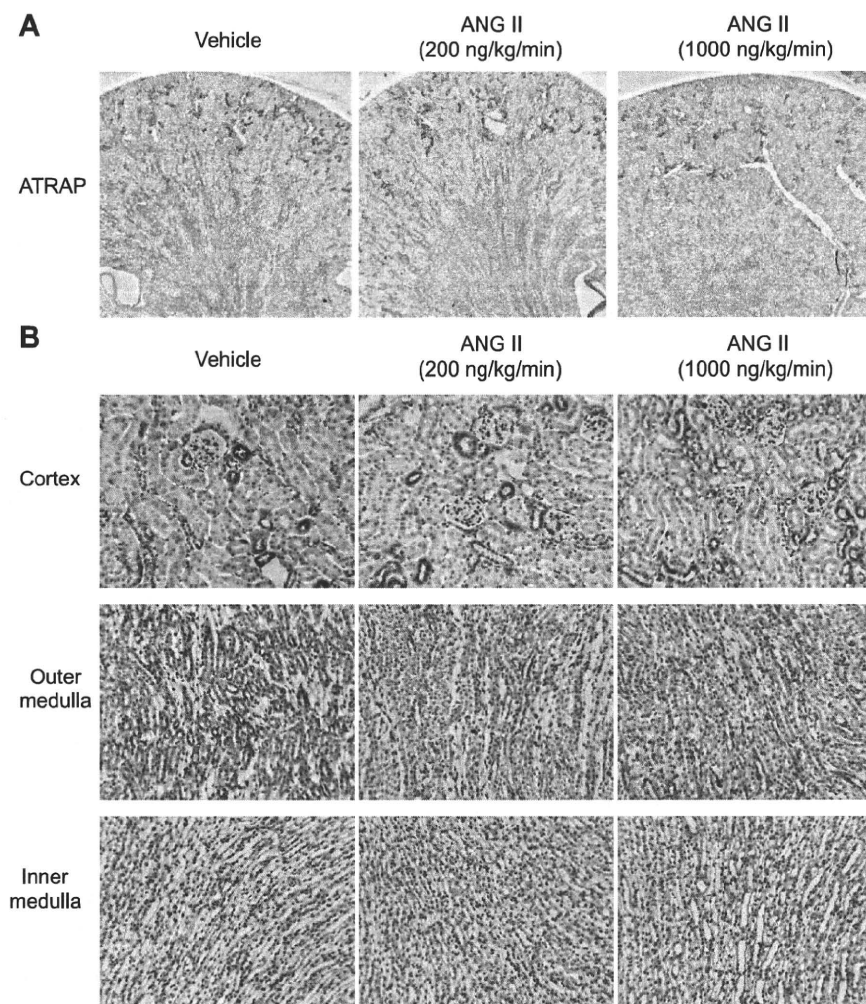 A
Vehicle
ANG II
(200 ng/kg/min)
ANG II
(1000 ng/kg/min)
ATRAP
B
Vehicle
ANG II
(200 ng/kg/min)
ANG II
(1000 ng/kg/min)
Cortex
Outer
medulla
Inner
medulla